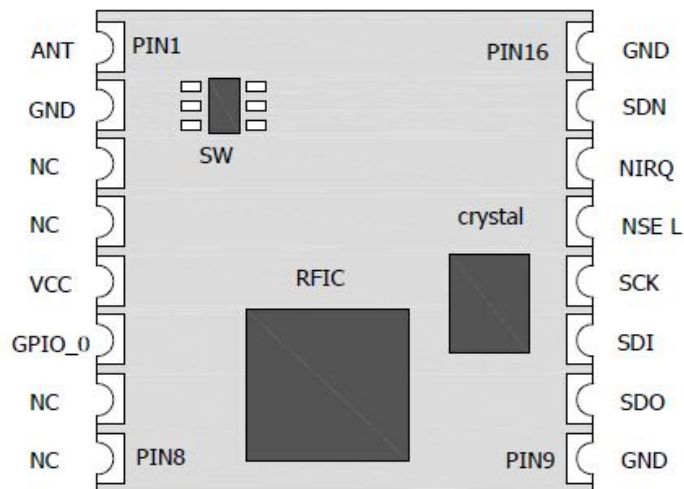 ANT PIN1 PIN16 GND
GND SDN
SW
NC NIRQ
NC crystal NSE L
VCC RFIC SCK
GPIO_0 SDI
NC SDO
NC PIN8 PIN9 GND